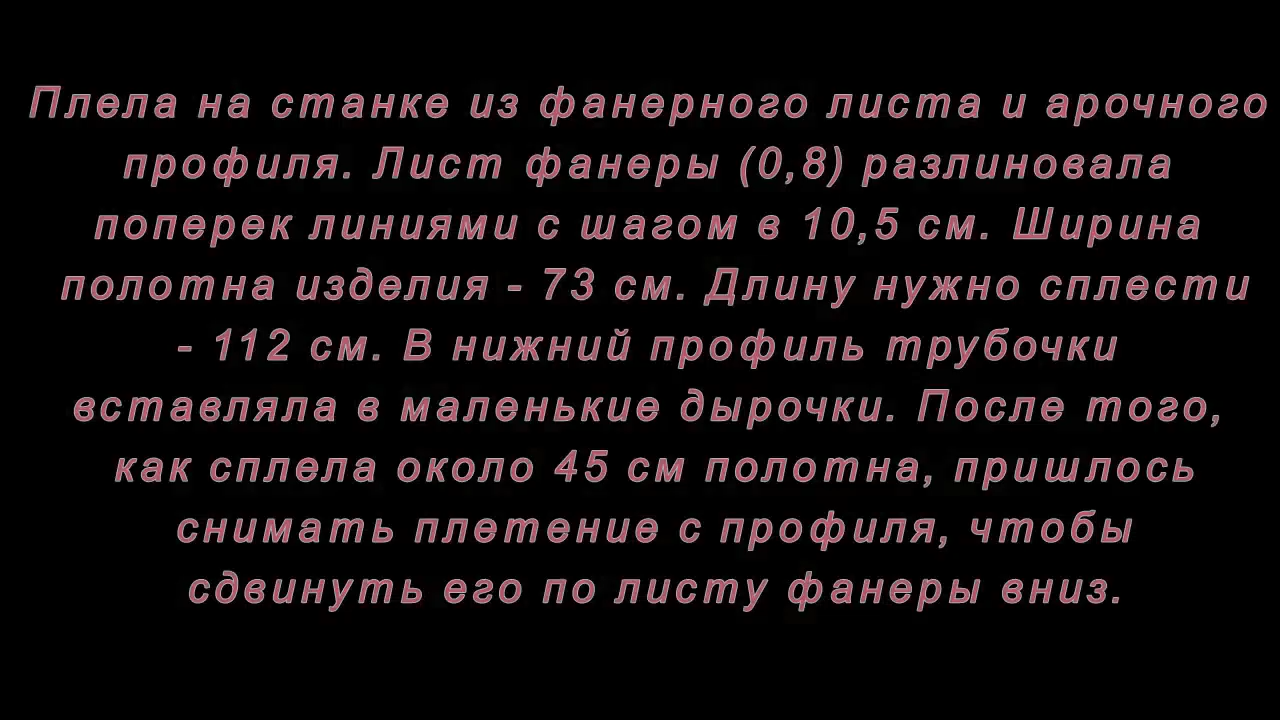 Плела на станке из фанерного листа и арочного
профиля. Лист фанеры (0,8) разлиновала
поперек линиями с шагом в 10,5 см. Ширина
полотна изделия - 73 см. Длину нужно сплести
- 112 см. В нижний профиль трубочки
вставляла в маленькие дырочки. После того,
как сплела около 45 см полотна, пришлось
снимать плетение с профиля, чтобы
сдвинуть его по листу фанеры вниз.